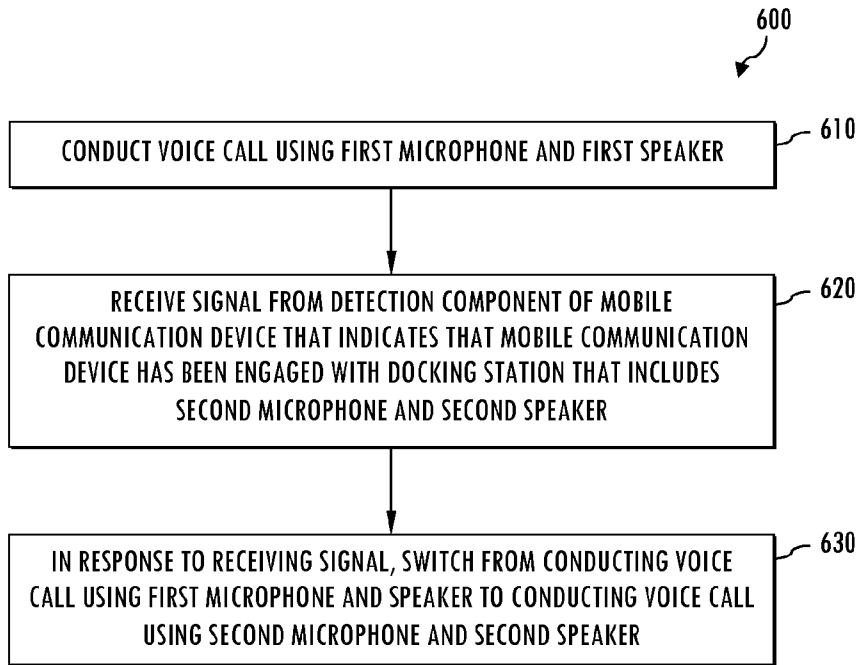 600
CONDUCT VOICE CALL USING FIRST MICROPHONE AND FIRST SPEAKER
610
RECEIVE SIGNAL FROM DETECTION COMPONENT OF MOBILE
COMMUNICATION DEVICE THAT INDICATES THAT MOBILE COMMUNICATION
DEVICE HAS BEEN ENGAGED WITH DOCKING STATION THAT INCLUDES
SECOND MICROPHONE AND SECOND SPEAKER
620
IN RESPONSE TO RECEIVING SIGNAL, SWITCH FROM CONDUCTING VOICE
CALL USING FIRST MICROPHONE AND SPEAKER TO CONDUCTING VOICE CALL
USING SECOND MICROPHONE AND SECOND SPEAKER
630